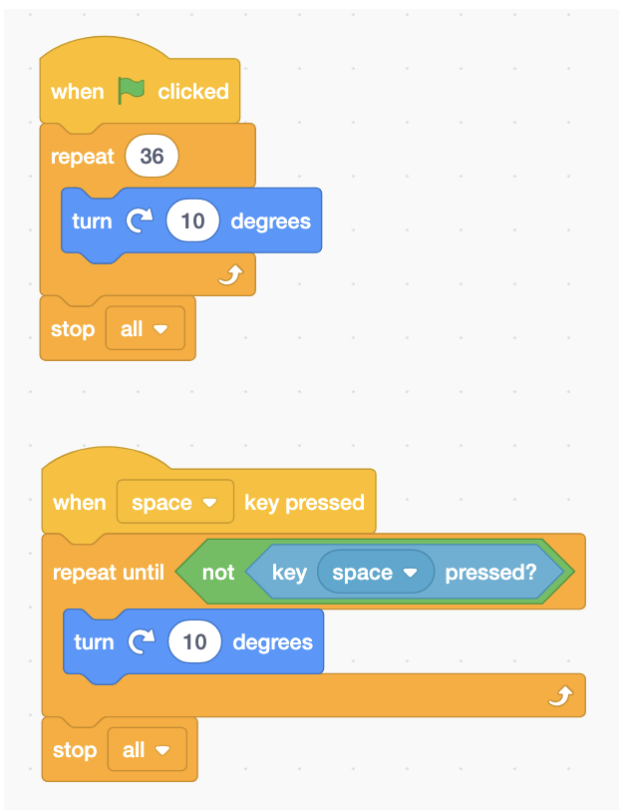 when clicked
repeat 36
turn 10 degrees
stop all
when space key pressed
repeat until not key space pressed?
turn 10 degrees
stop all